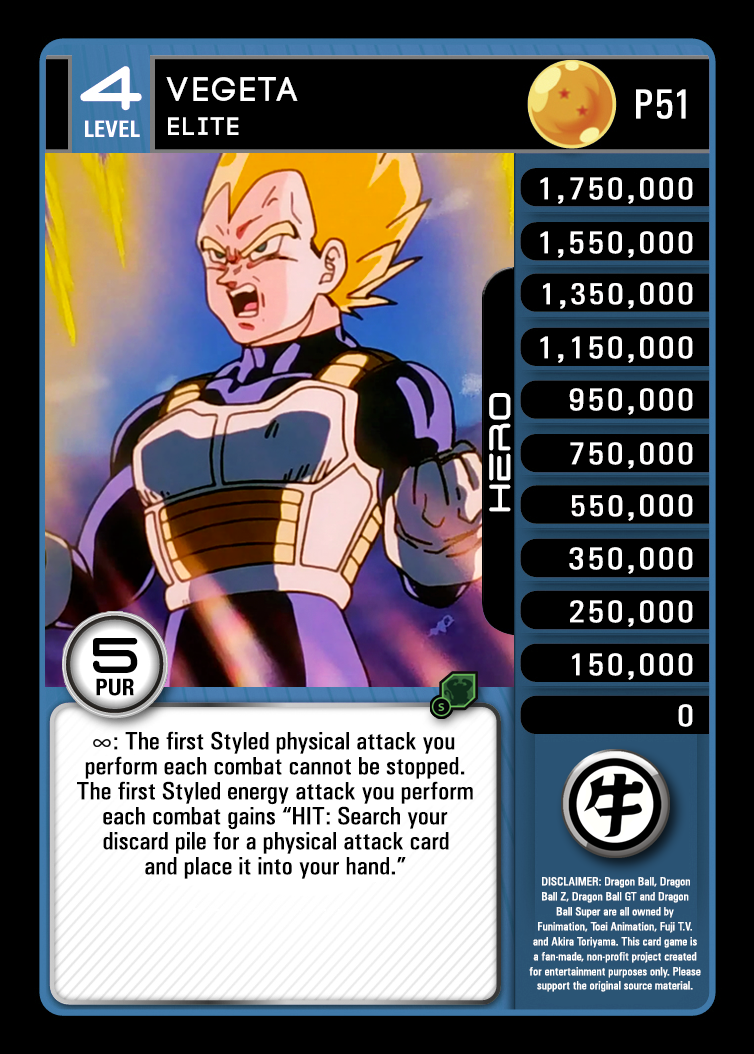 4
LEVEL
VEGETA
ELITE
P51
1,750,000
1,550,000
1,350,000
1,150,000
950,000
750,000
550,000
350,000
250,000
150,000
0
HERO
5
PUR
S
∞: The first Styled physical attack you
perform each combat cannot be stopped.
The first Styled energy attack you perform
each combat gains “HIT: Search your
discard pile for a physical attack card
and place it into your hand.”
牛
DISCLAIMER: Dragon Ball, Dragon
Ball Z, Dragon Ball GT and Dragon
Ball Super are all owned by
Funimation, Toei Animation, Fuji T.V.
and Akira Toriyama. This card game is
a fan-made, non-profit project created
for entertainment purposes only. Please
support the original source material.